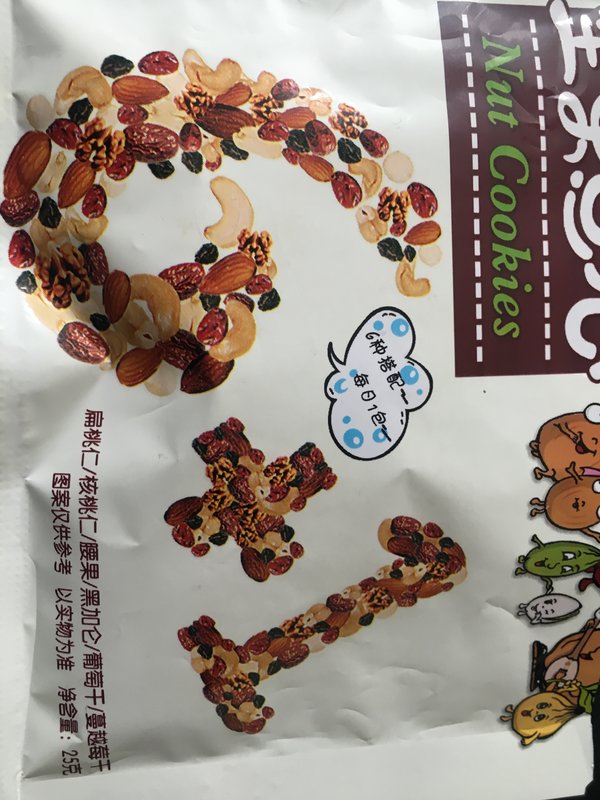 Nut Cookies
6种搭配
每日1包
6+1
扁桃仁/核桃仁/腰果/黑加仑/葡萄干/蔓越莓干
图案仅供参考 以实物为准 净含量：25克